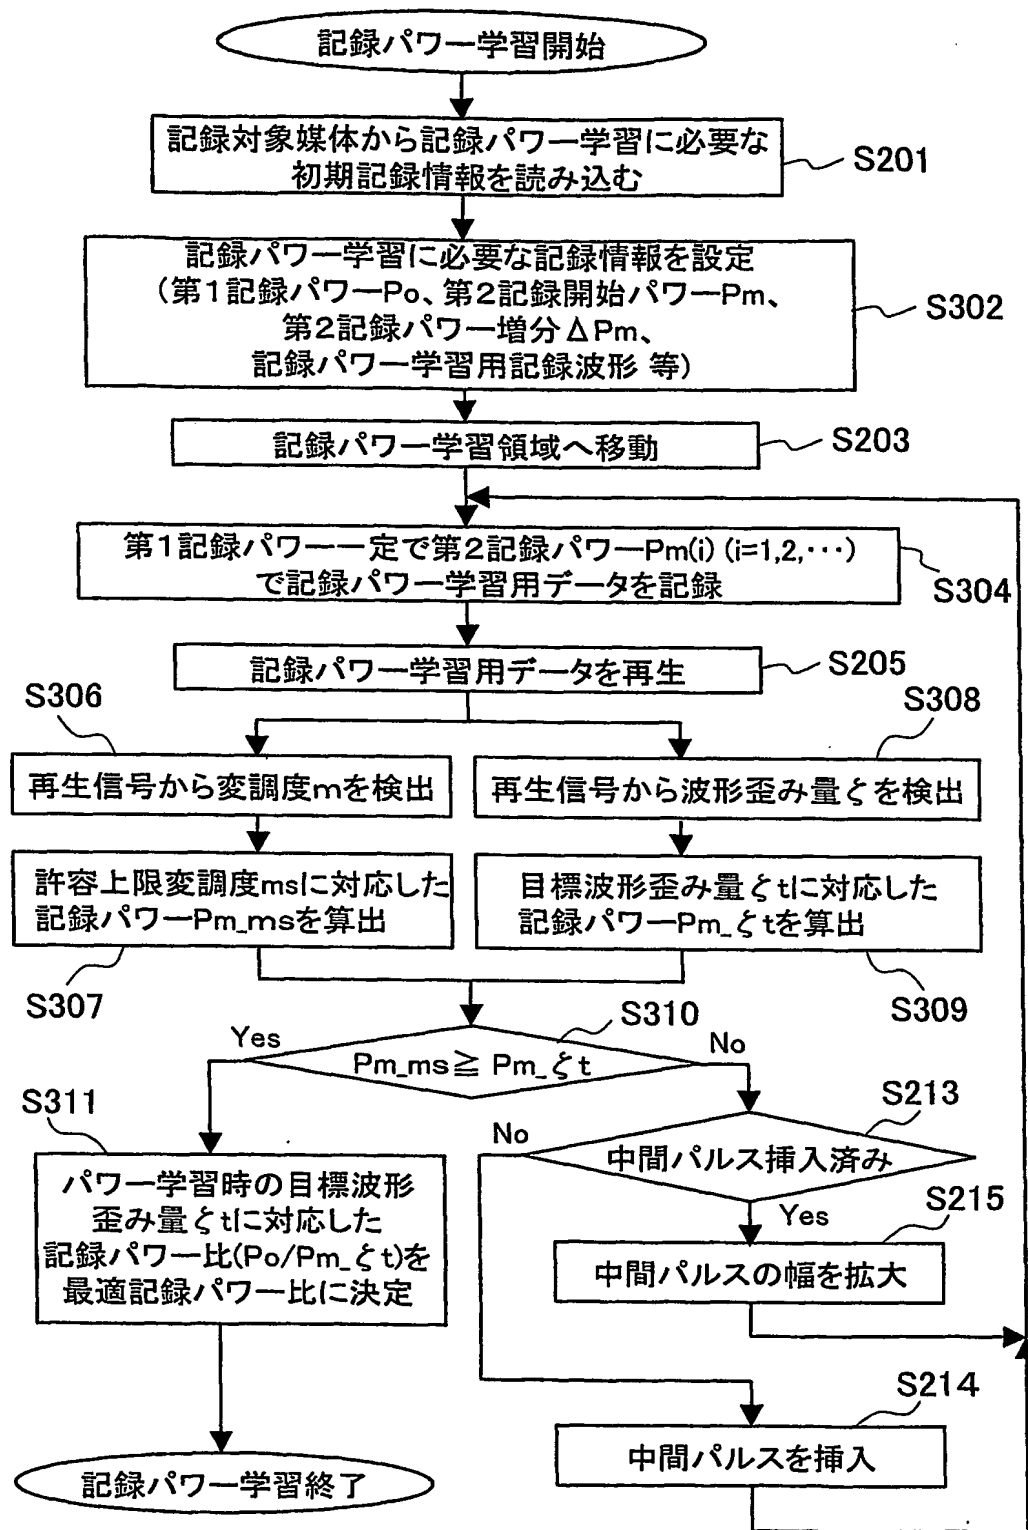 記録パワー学習開始
記録対象媒体から記録パワー学習に必要な
初期記録情報を読み込む
S201
記録パワー学習に必要な記録情報を設定
(第1記録パワーPo、第2記録開始パワーPm、
第2記録パワー増分ΔPm、
記録パワー学習用記録波形 等)
S302
記録パワー学習領域へ移動
S203
第1記録パワー一定で第2記録パワーPm(i) (i=1,2,・・・)
で記録パワー学習用データを記録
S304
記録パワー学習用データを再生
S205
S306
S308
再生信号から変調度mを検出
再生信号から波形歪み量ζを検出
許容上限変調度msに対応した
記録パワーPm_msを算出
目標波形歪み量ζtに対応した
記録パワーPm_ζtを算出
S307
S309
S310
Yes
No
Pm_ms≧ Pm_ζt
S311
S213
No
中間パルス挿入済み
Yes
S215
パワー学習時の目標波形
歪み量ζtに対応した
記録パワー比(Po/Pm_ζt)を
最適記録パワー比に決定
中間パルスの幅を拡大
S214
中間パルスを挿入
記録パワー学習終了